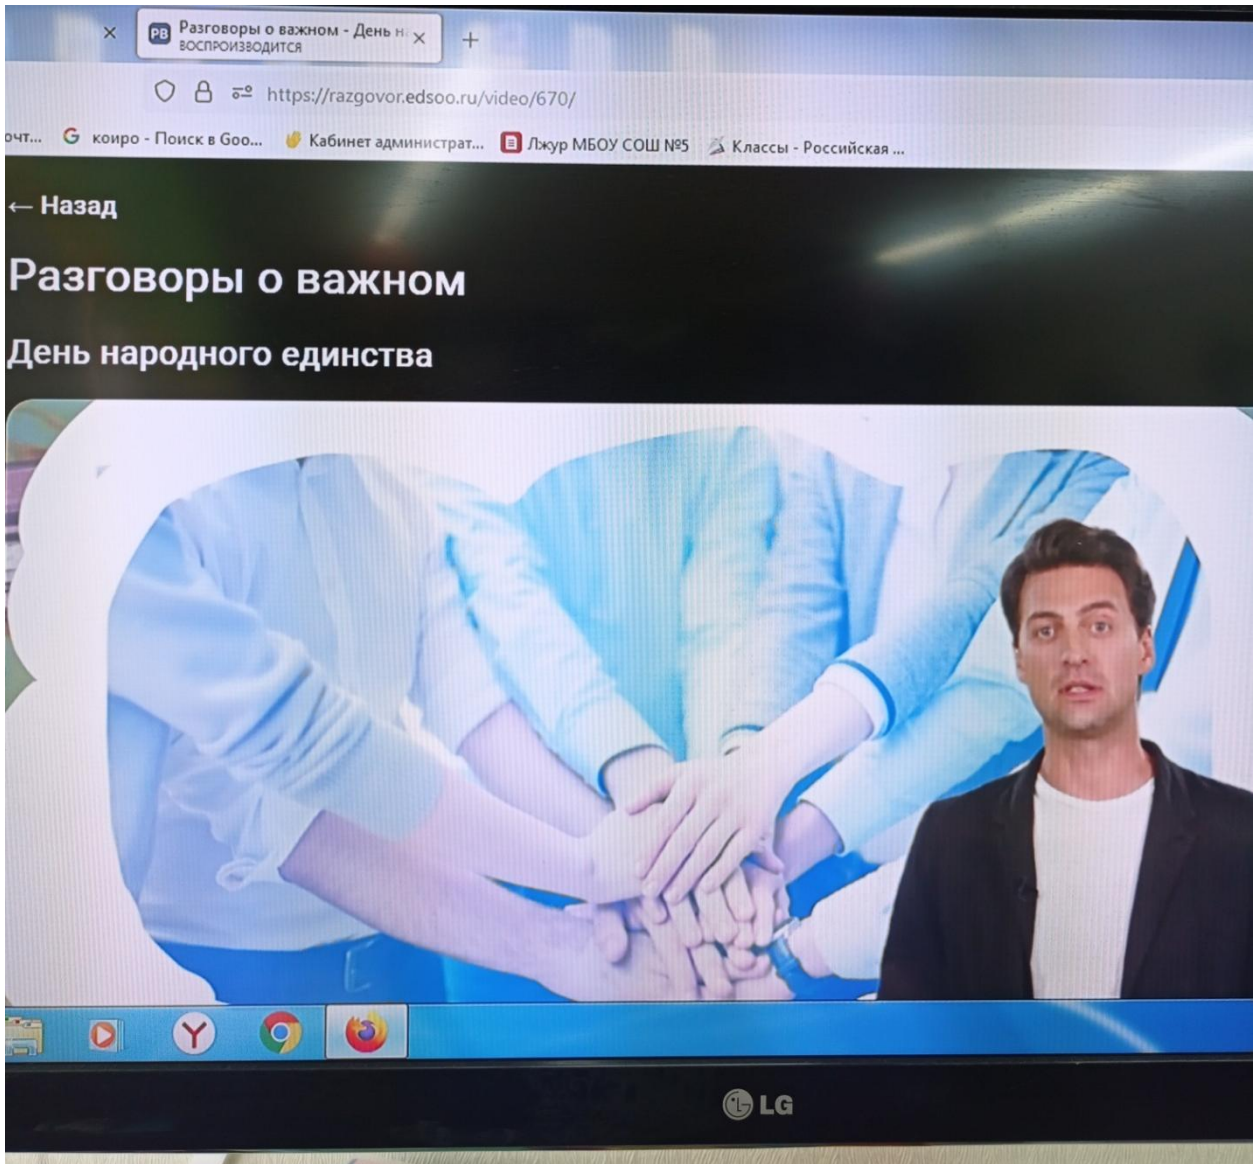 Разговоры о важном - День н
ВОСПРОИЗВОДИТСЯ
https://razgovor.edsoo.ru/video/670/
очт... коиро - Поиск в Goo... Кабинет администрат... Лжур МБОУ СОШ №5 Классы - Российская ...
← Назад
Разговоры о важном
День народного единства
LG